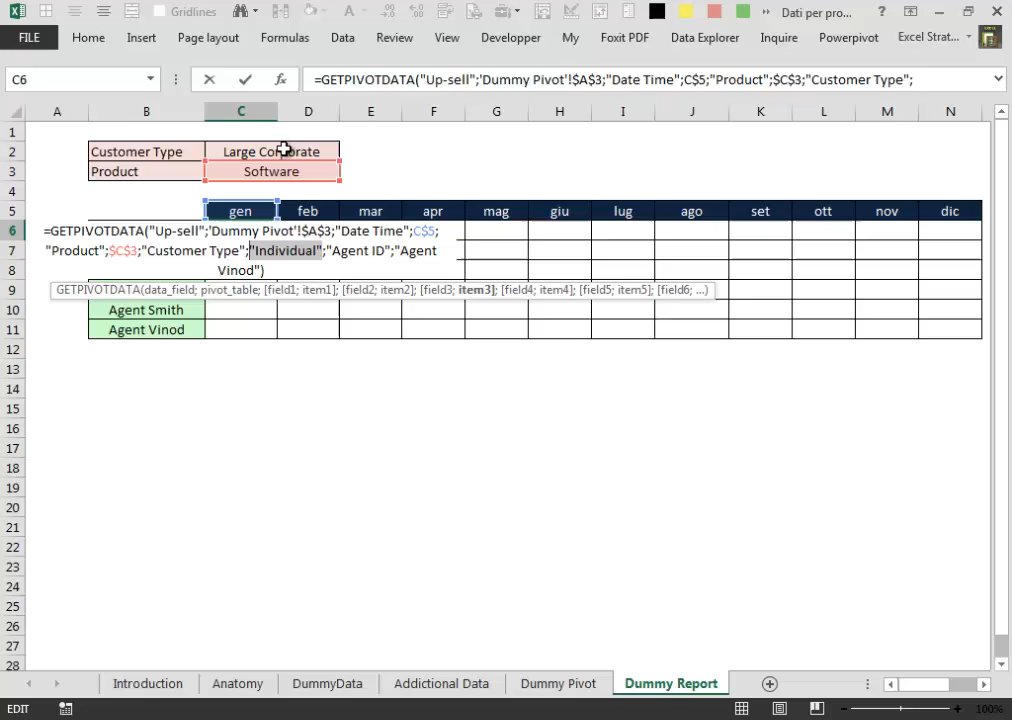 Gridlines
Dati per pro...
FILE Home Insert Page layout Formulas Data Review View Developer My Foxit PDF Data Explorer Inquire Powerpivot Excel Strat...
C6 =GETPIVOTDATA("Up-sell";'Dummy Pivot'!$A$3;"Date Time";C$5;"Product";$C$3;"Customer Type";
A B C D E F G H I J K L M N
1
2 Customer Type Large Corporate
3 Product Software
4
5 gen feb mar apr mag giu lug ago set ott nov dic
6 =GETPIVOTDATA("Up-sell";'Dummy Pivot'!$A$3;"Date Time";C$5;
7 "Product";$C$3;"Customer Type";"Individual";"Agent ID";"Agent
8 Vinod")
9 GETPIVOTDATA(data_field; pivot_table; [field1; item1]; [field2; item2]; [field3; item3]; [field4; item4]; [field5; item5]; [field6; ...)
10 Agent Smith
11 Agent Vinod
12
13
14
15
16
17
18
19
20
21
22
23
24
25
26
27
28
Introduction Anatomy DummyData Addictional Data Dummy Pivot Dummy Report
EDIT 100%